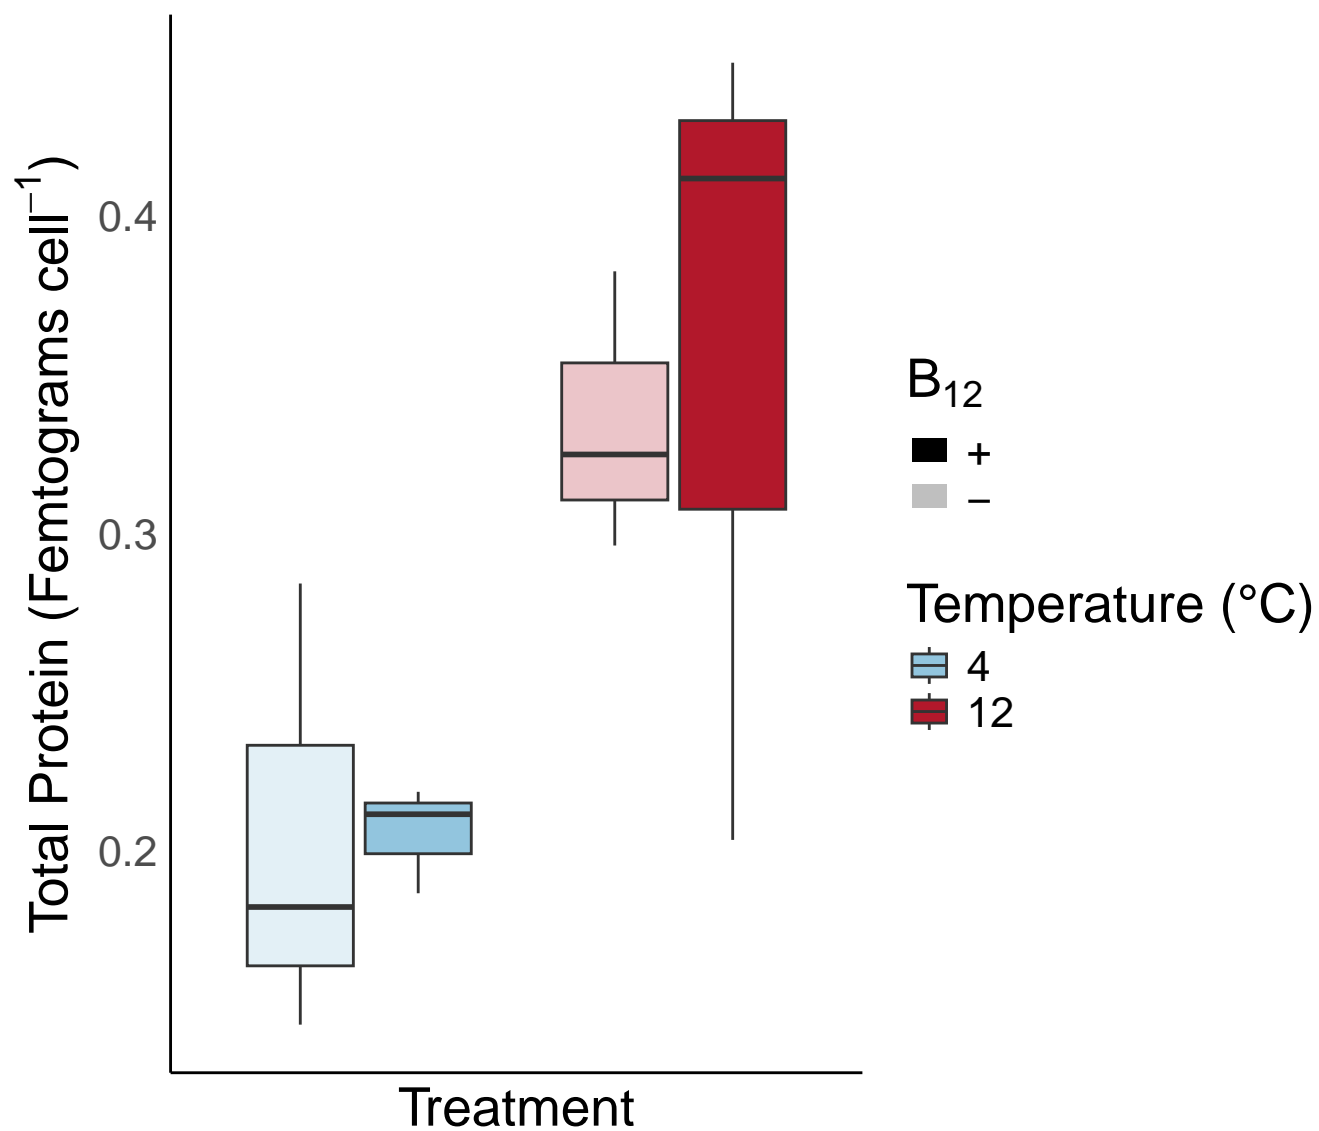 Total Protein (Femtograms cell⁻¹)
0.4
0.3
0.2
Treatment
B₁₂
+
−
Temperature (°C)
4
12